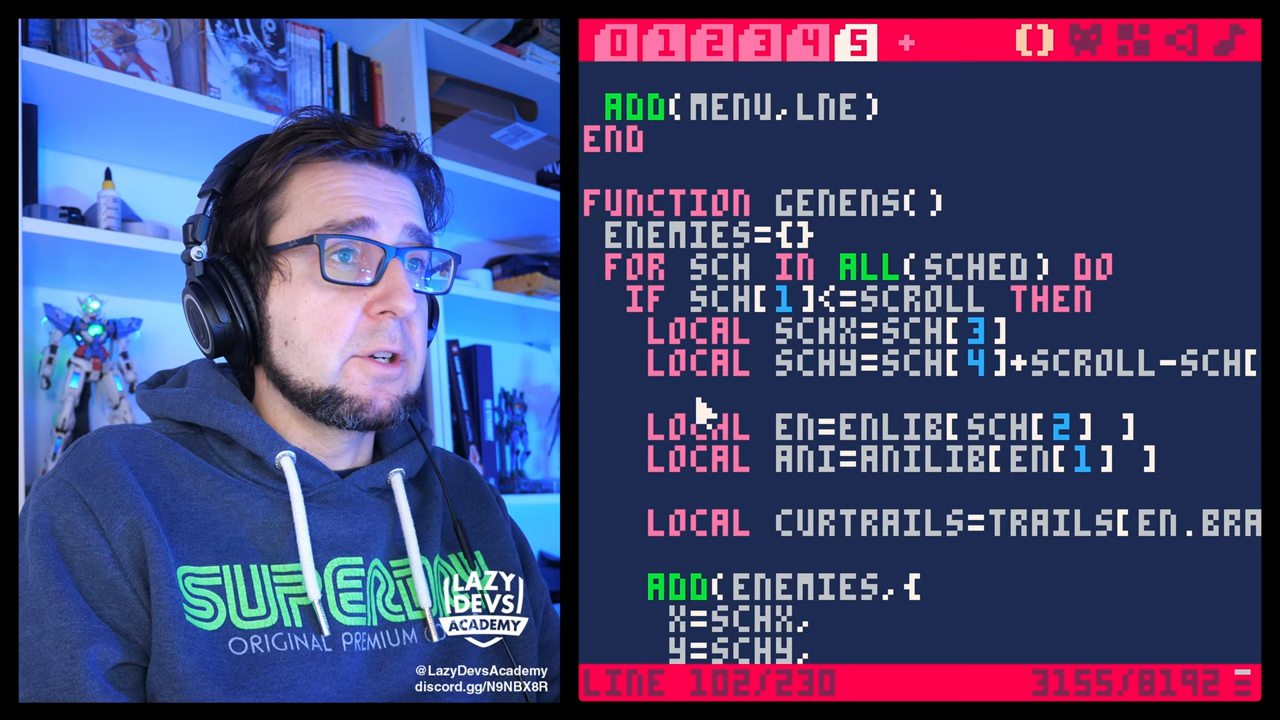 0 1 2 3 4 5 +
ADD(MENU,LNE)
END
FUNCTION GENENS()
ENEMIES={}
FOR SCH IN ALL(SCHED) DO
IF SCH[1]<=SCROLL THEN
LOCAL SCHX=SCH[3]
LOCAL SCHY=SCH[4]+SCROLL-SCH[
LOCAL EN=ENLIB[SCH[2] ]
LOCAL ANI=ANILIB[EN[1] ]
LOCAL CURTRAILS=TRAILS[EN.BRA
ADD(ENEMIES,{
X=SCHX,
Y=SCHY,
LINE 102/230
3155/8192
ORIGINAL PREMIUM
LAZY
DEVS
ACADEMY
@LazyDevsAcademy
discord.gg/N9NBX8R